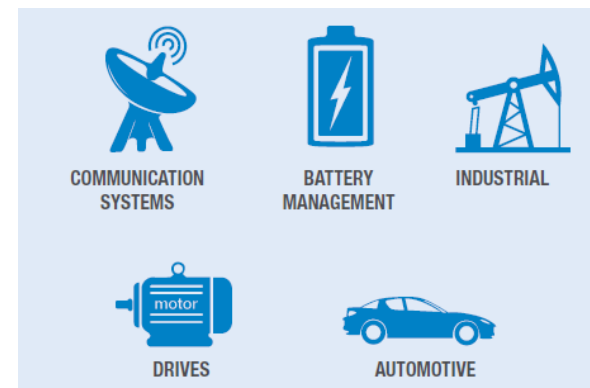 COMMUNICATION
SYSTEMS
BATTERY
MANAGEMENT
INDUSTRIAL
motor
DRIVES
AUTOMOTIVE